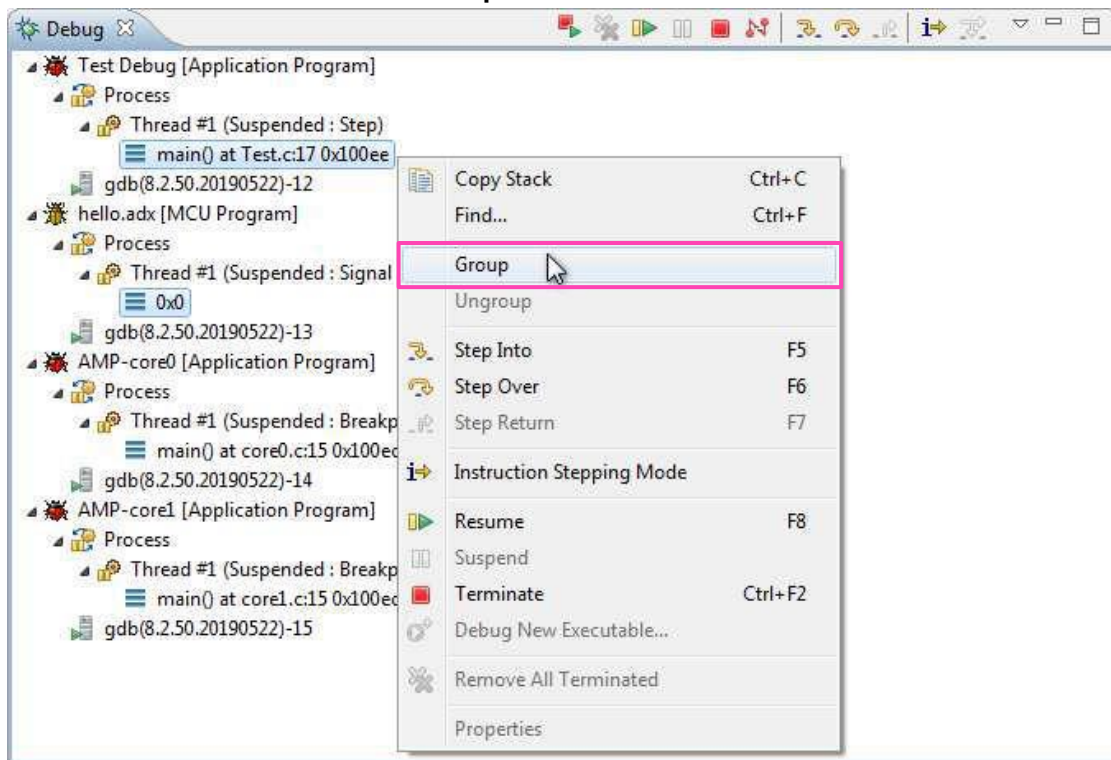 Debug
Test Debug [Application Program]
Process
Thread #1 (Suspended : Step)
main() at Test.c:17 0x100ee
gdb(8.2.50.20190522)-12
hello.adx [MCU Program]
Process
Thread #1 (Suspended : Signal
0x0
gdb(8.2.50.20190522)-13
AMP-core0 [Application Program]
Process
Thread #1 (Suspended : Breakp
main() at core0.c:15 0x100ec
gdb(8.2.50.20190522)-14
AMP-core1 [Application Program]
Process
Thread #1 (Suspended : Breakp
main() at core1.c:15 0x100ec
gdb(8.2.50.20190522)-15
Copy Stack Ctrl+C
Find... Ctrl+F
Group
Ungroup
Step Into F5
Step Over F6
Step Return F7
Instruction Stepping Mode
Resume F8
Suspend
Terminate Ctrl+F2
Debug New Executable...
Remove All Terminated
Properties